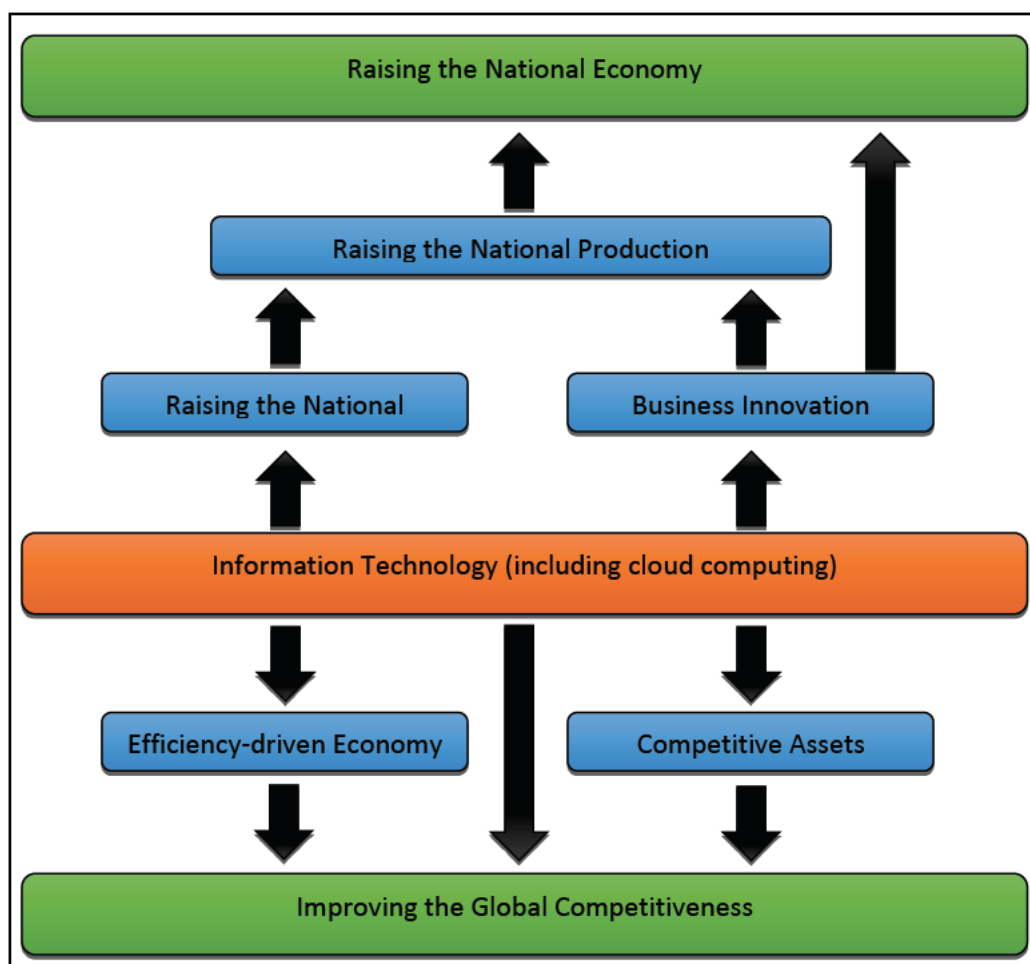 Raising the National Economy
Raising the National Production
Raising the National
Business Innovation
Information Technology (including cloud computing)
Efficiency-driven Economy
Competitive Assets
Improving the Global Competitiveness